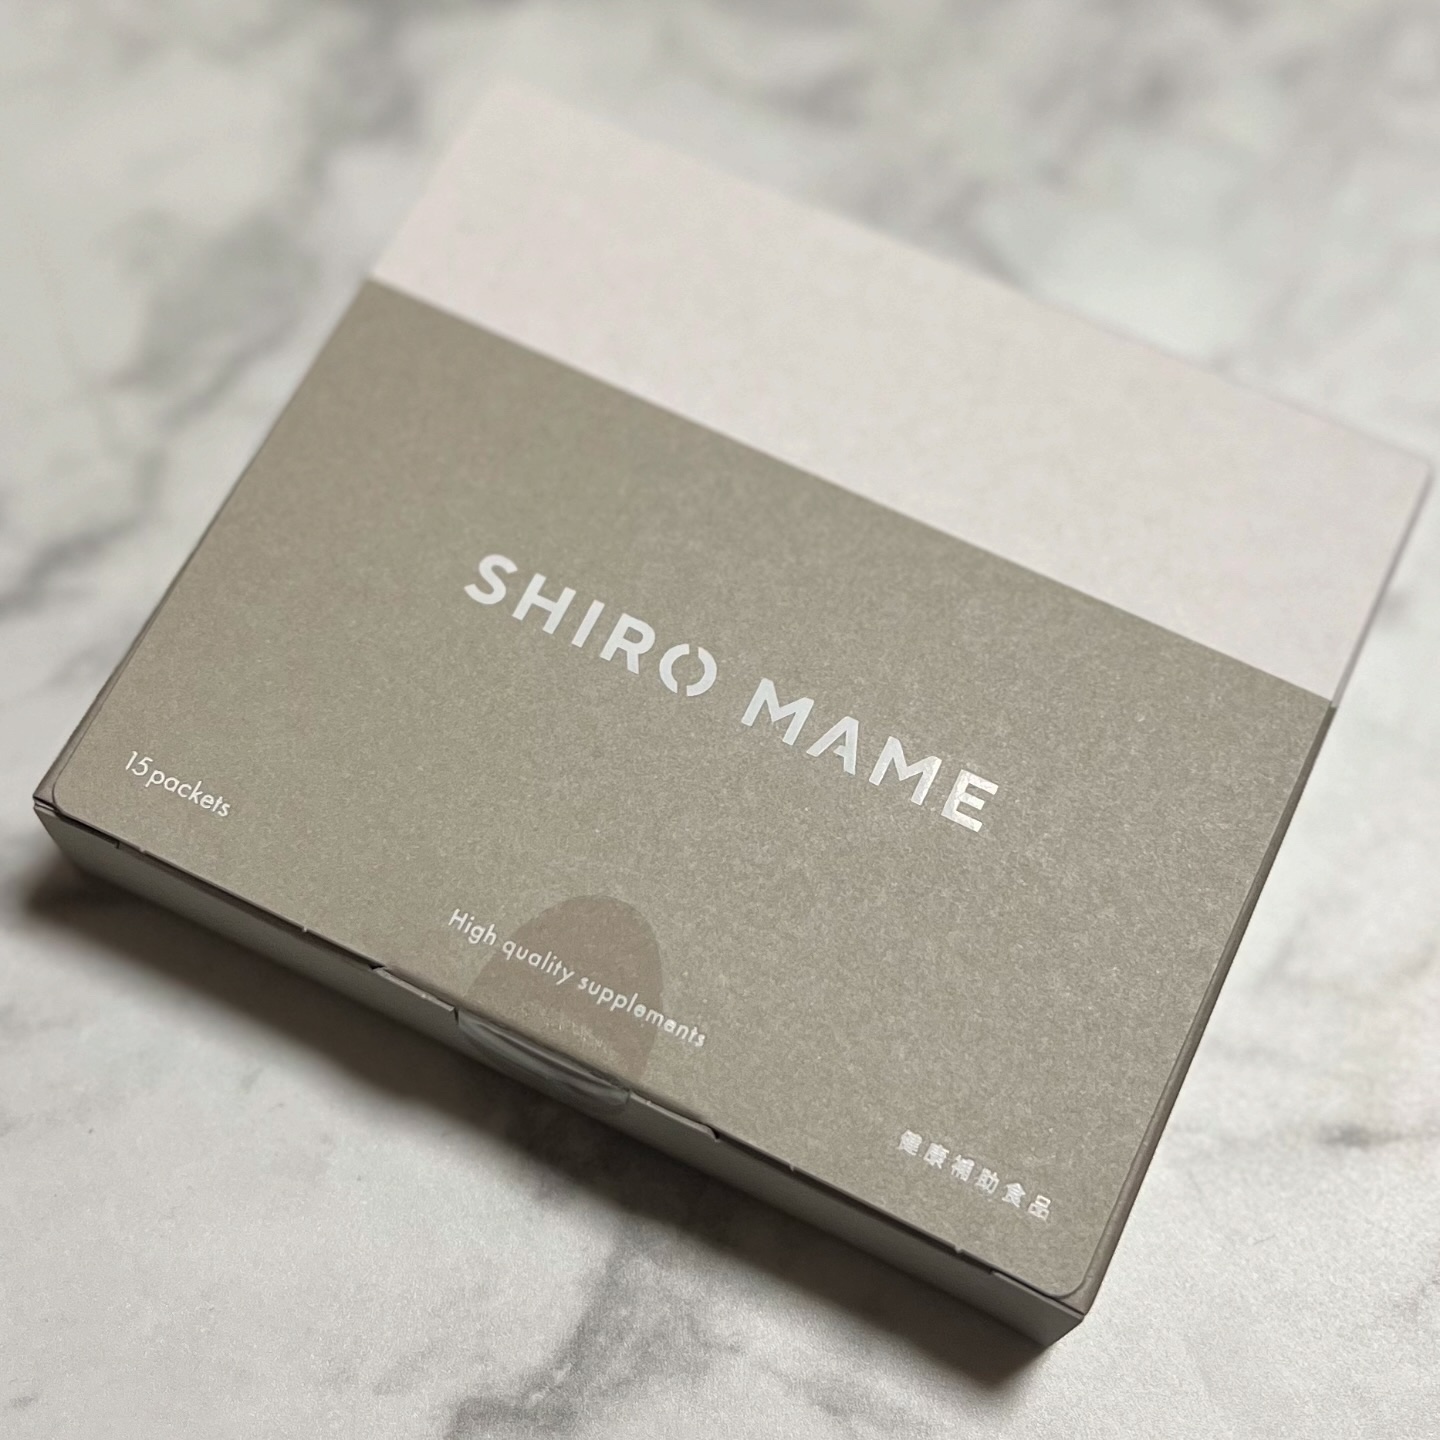 SHIRO MAME
15packets
High quality supplements
健康補助食品